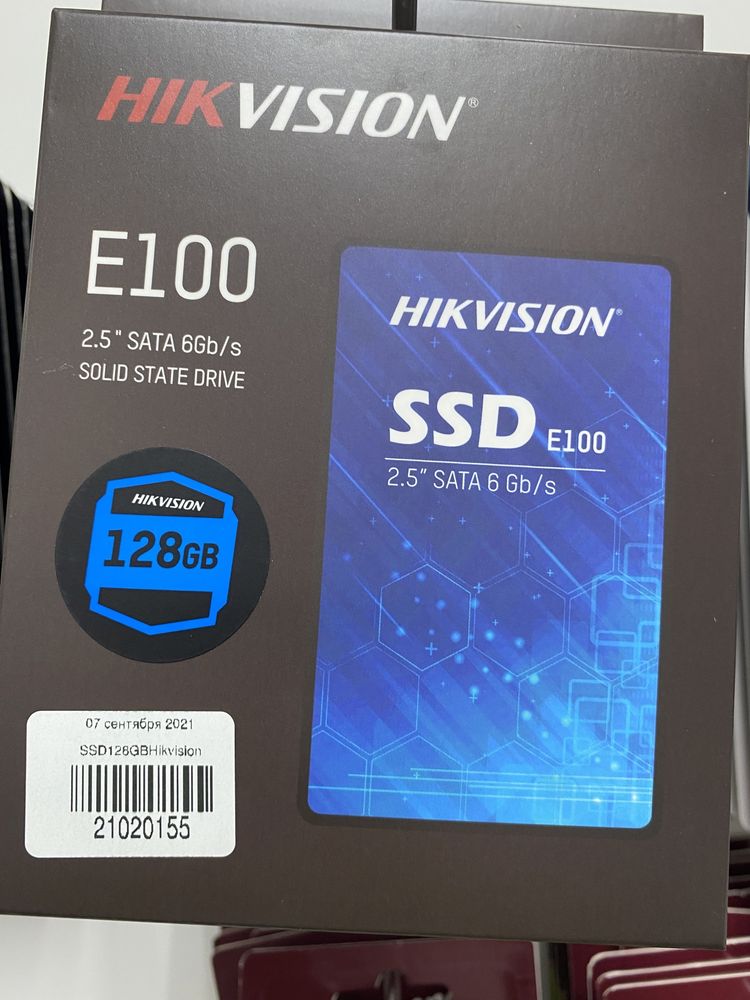 HIKVISION®
E100
2.5" SATA 6Gb/s
SOLID STATE DRIVE
HIKVISION
128GB
07 сентября 2021
SSD128GBHikvision
21020155
HIKVISION®
SSD E100
2.5" SATA 6 Gb/s